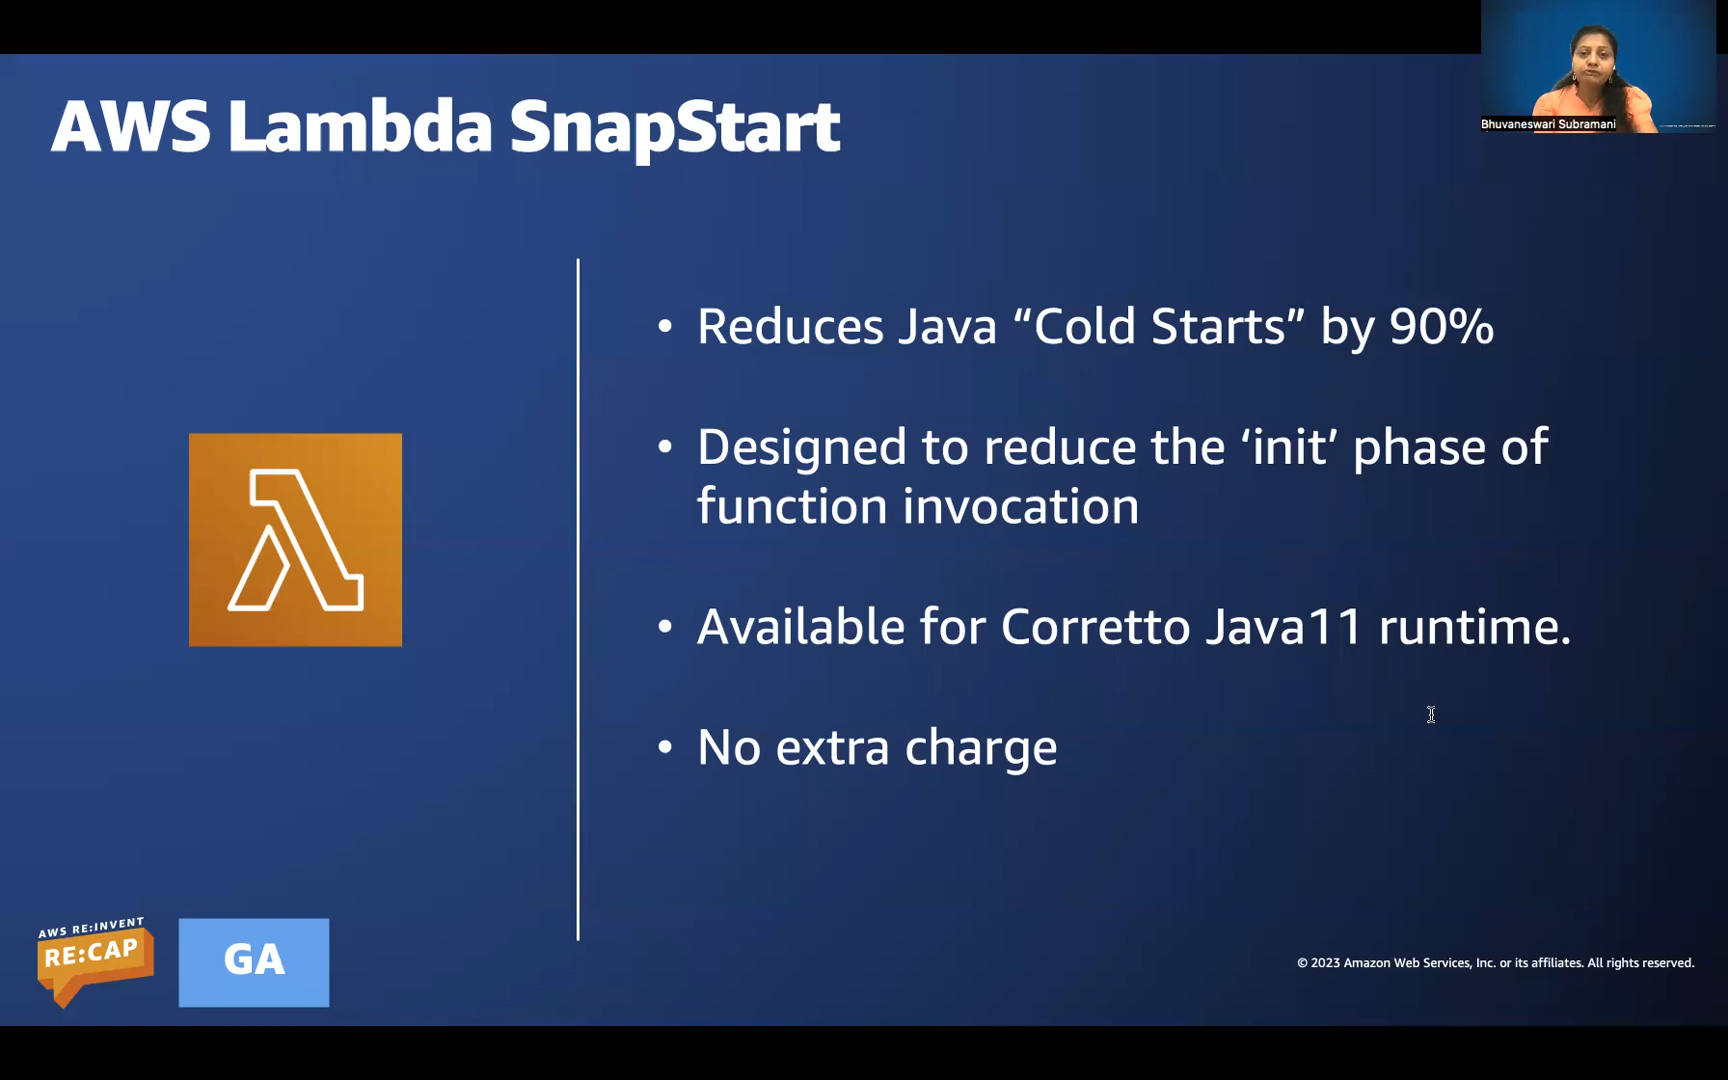 Bhuvaneswari Subramani
AWS Lambda SnapStart
• Reduces Java “Cold Starts” by 90%
• Designed to reduce the ‘init’ phase of
function invocation
• Available for Corretto Java11 runtime.
• No extra charge
AWS RE:INVENT
RE:CAP
GA
© 2023 Amazon Web Services, Inc. or its affiliates. All rights reserved.